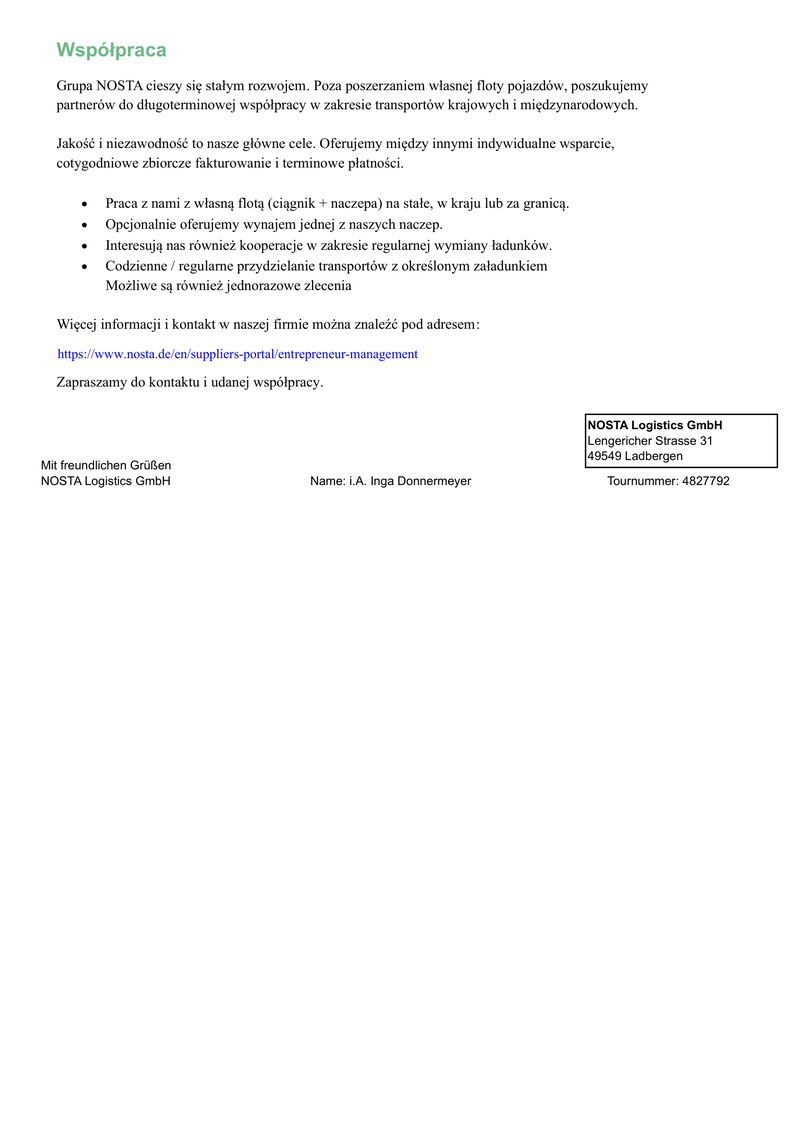 Współpraca
Grupa NOSTA cieszy się stałym rozwojem. Poza poszerzaniem własnej floty pojazdów, poszukujemy
partnerów do długoterminowej współpracy w zakresie transportów krajowych i międzynarodowych.
Jakość i niezawodność to nasze główne cele. Oferujemy między innymi indywidualne wsparcie,
cotygodniowe zbiorcze fakturowanie i terminowe płatności.
• Praca z nami z własną flotą (ciągnik + naczepa) na stałe, w kraju lub za granicą.
• Opcjonalnie oferujemy wynajem jednej z naszych naczep.
• Interesują nas również kooperacje w zakresie regularnej wymiany ładunków.
• Codzienne / regularne przydzielanie transportów z określonym załadunkiem
Możliwe są również jednorazowe zlecenia
Więcej informacji i kontakt w naszej firmie można znaleźć pod adresem:
https://www.nosta.de/en/suppliers-portal/entrepreneur-management
Zapraszamy do kontaktu i udanej współpracy.
NOSTA Logistics GmbH
Lengericher Strasse 31
49549 Ladbergen
Mit freundlichen Grüßen
NOSTA Logistics GmbH Name: i.A. Inga Donnermeyer Tournummer: 4827792